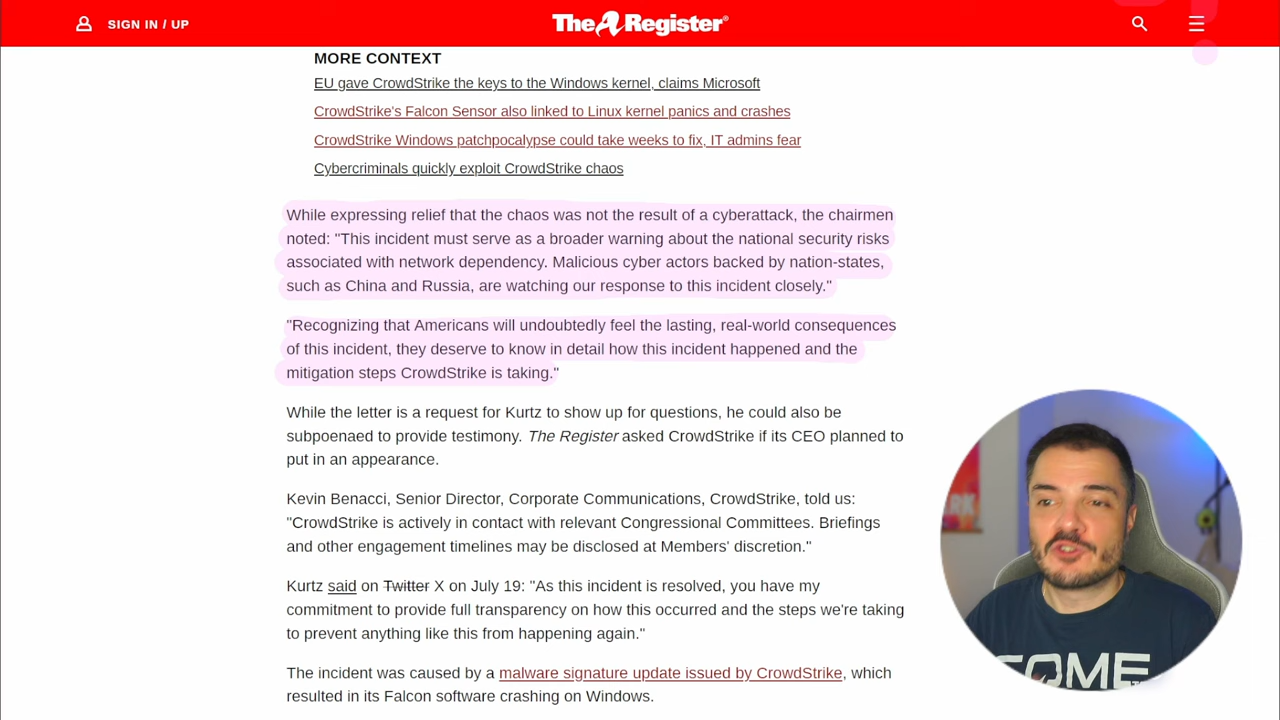 SIGN IN / UP
The Register®
MORE CONTEXT
EU gave CrowdStrike the keys to the Windows kernel, claims Microsoft
CrowdStrike's Falcon Sensor also linked to Linux kernel panics and crashes
CrowdStrike Windows patchpocalypse could take weeks to fix, IT admins fear
Cybercriminals quickly exploit CrowdStrike chaos
While expressing relief that the chaos was not the result of a cyberattack, the chairmen
noted: "This incident must serve as a broader warning about the national security risks
associated with network dependency. Malicious cyber actors backed by nation-states,
such as China and Russia, are watching our response to this incident closely."
"Recognizing that Americans will undoubtedly feel the lasting, real-world consequences
of this incident, they deserve to know in detail how this incident happened and the
mitigation steps CrowdStrike is taking."
While the letter is a request for Kurtz to show up for questions, he could also be
subpoenaed to provide testimony. The Register asked CrowdStrike if its CEO planned to
put in an appearance.
Kevin Benacci, Senior Director, Corporate Communications, CrowdStrike, told us:
"CrowdStrike is actively in contact with relevant Congressional Committees. Briefings
and other engagement timelines may be disclosed at Members' discretion."
Kurtz said on Twitter X on July 19: "As this incident is resolved, you have my
commitment to provide full transparency on how this occurred and the steps we're taking
to prevent anything like this from happening again."
The incident was caused by a malware signature update issued by CrowdStrike, which
resulted in its Falcon software crashing on Windows.